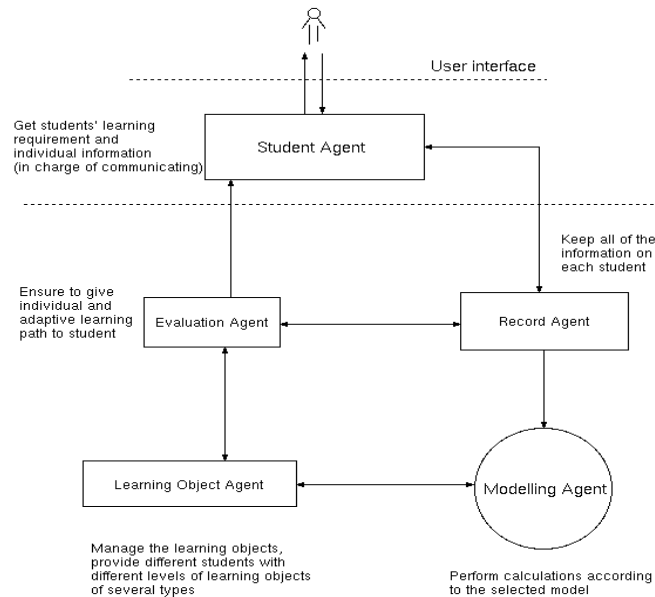 User interface
Get students' learning
requirement and
individual information
(in charge of communicating)
Student Agent
Keep all of the
information on
each student
Ensure to give
individual and
adaptive learning
path to student
Evaluation Agent
Record Agent
Learning Object Agent
Modelling Agent
Manage the learning objects,
provide different students with
different levels of learning objects
of several types
Perform calculations according
to the selected model